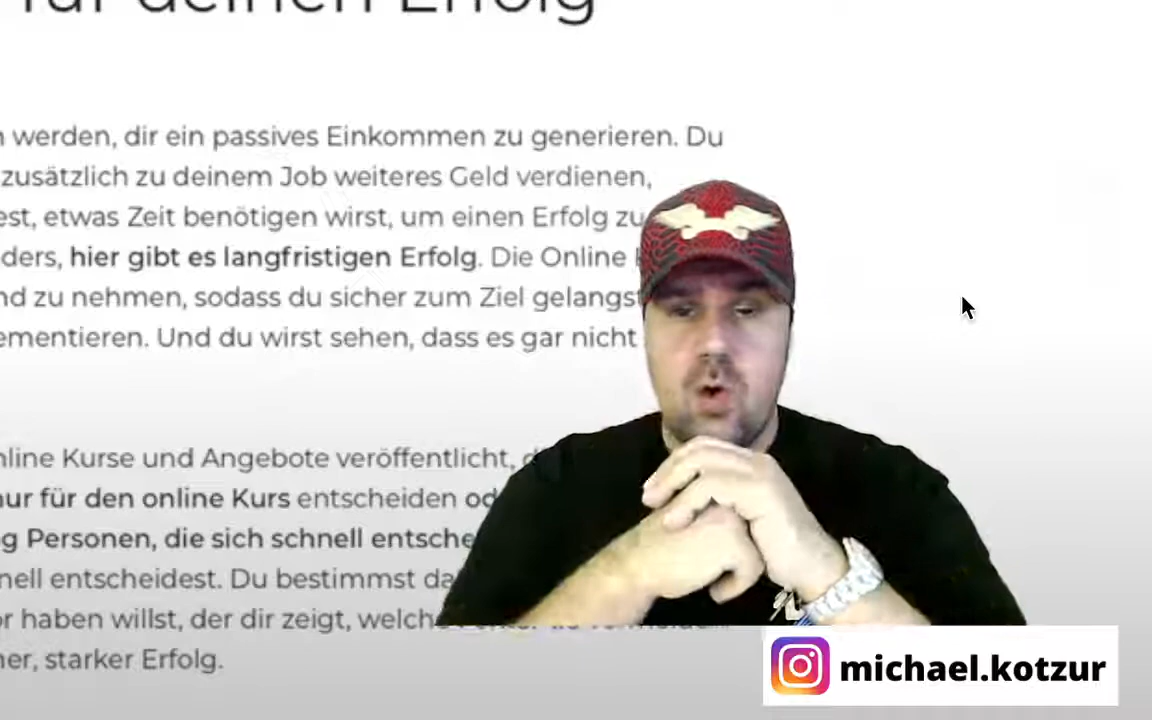 für deinen Erfolg
werden, dir ein passives Einkommen zu generieren. Du
zusätzlich zu deinem Job weiteres Geld verdienen,
est, etwas Zeit benötigen wirst, um einen Erfolg zu
ders, hier gibt es langfristigen Erfolg. Die Online
nd zu nehmen, sodass du sicher zum Ziel gelangst
ementieren. Und du wirst sehen, dass es gar nicht
nline Kurse und Angebote veröffentlicht, d
nur für den online Kurs entscheiden od
g Personen, die sich schnell entsche
nell entscheidest. Du bestimmst da
or haben willst, der dir zeigt, welche
her, starker Erfolg.
michael.kotzur